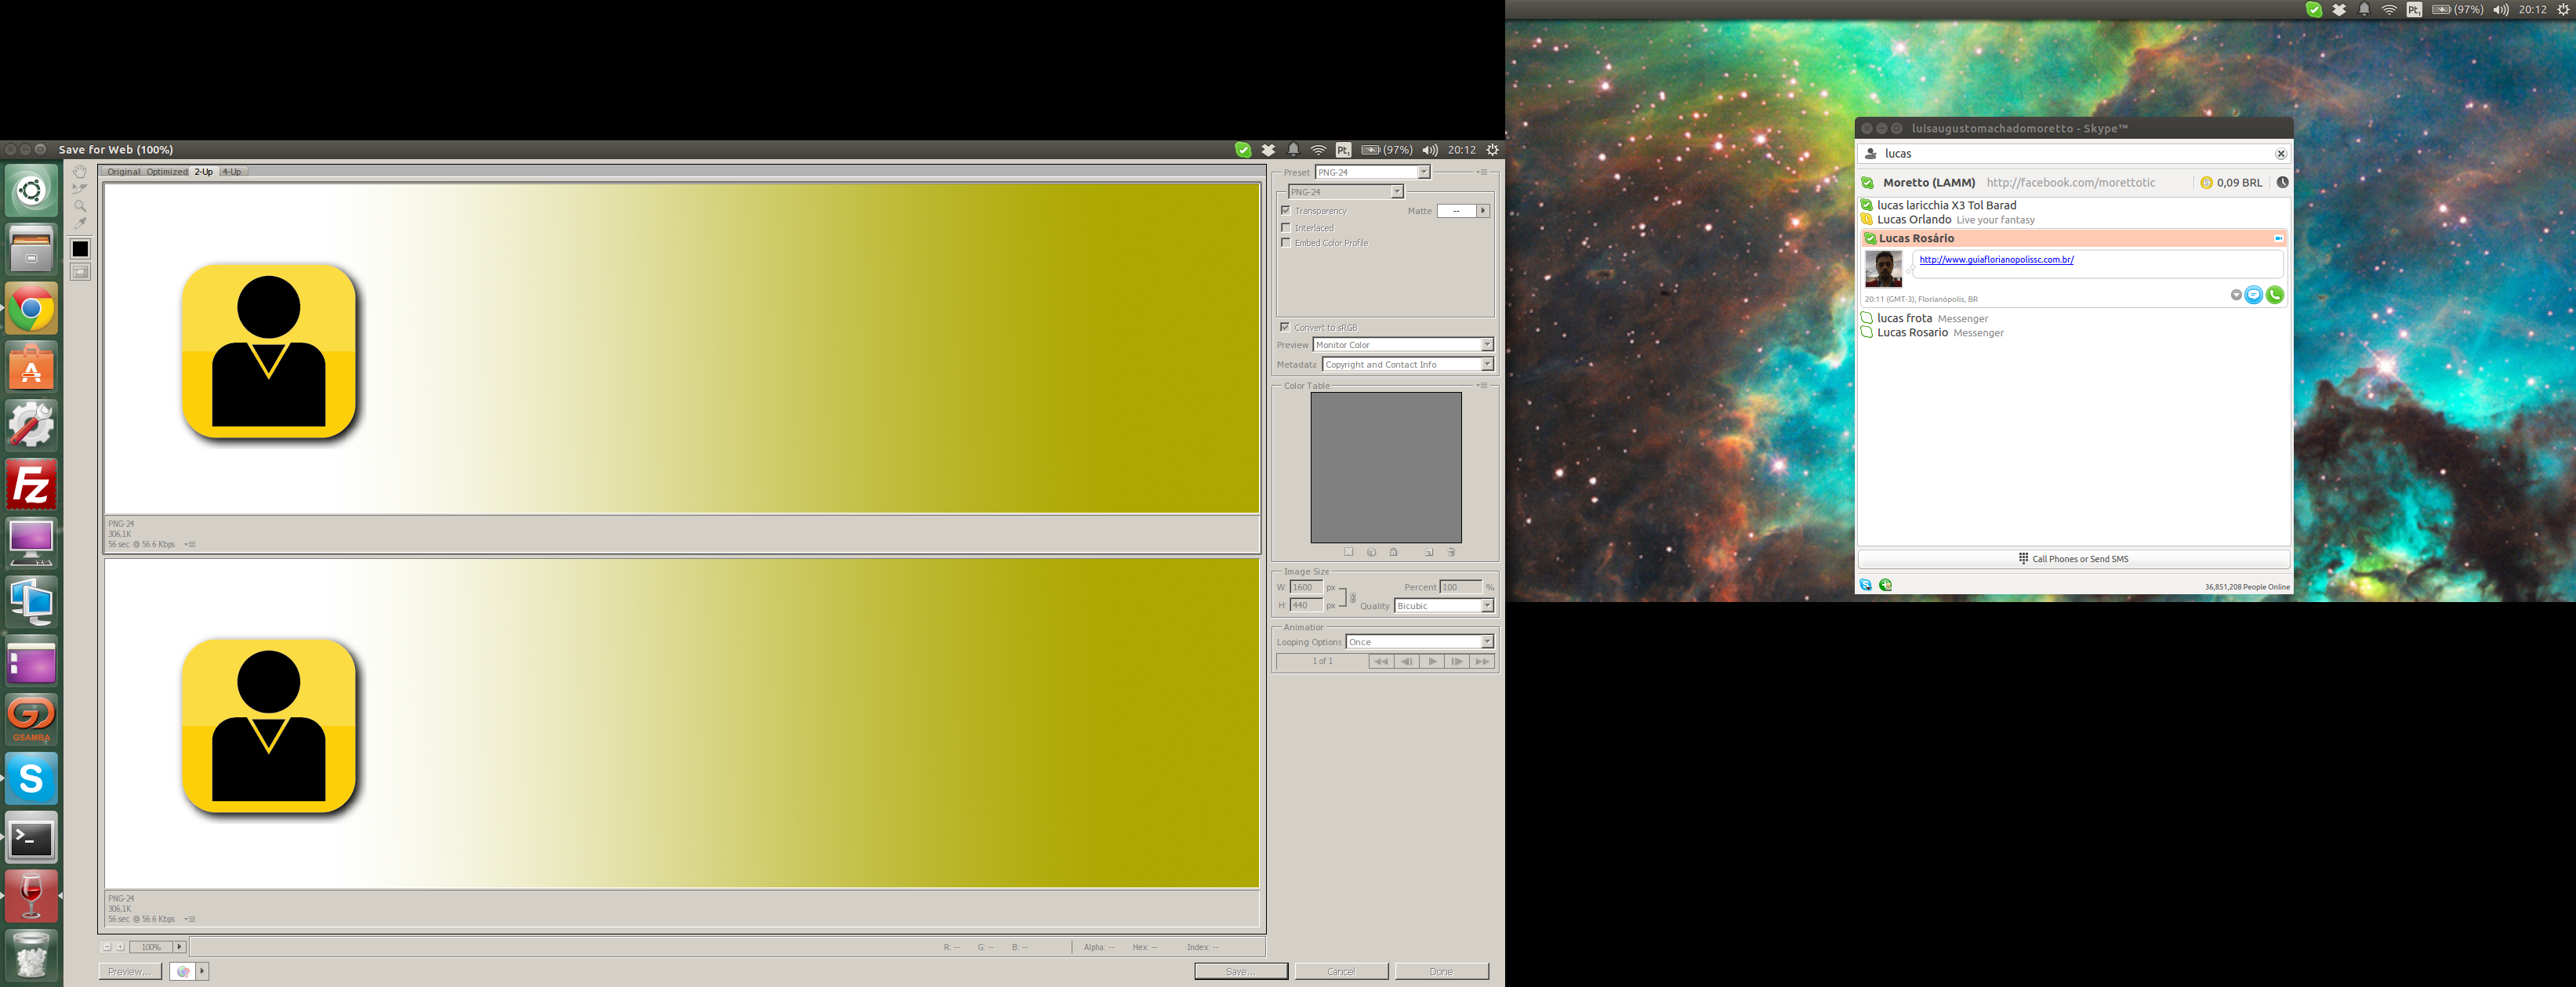 Save for Web (100%)
Pt1
(97%)
20:12
Original Optimized 2-Up 4-Up
PNG-24
306,1K
56 sec @ 56.6 Kbps
PNG-24
306,1K
56 sec @ 56.6 Kbps
100%
R: --
G: --
B: --
Alpha: --
Hex: --
Index: --
Preview...
Save...
Cancel
Done
Preset PNG-24
PNG-24
Transparency
Matte --
Interlaced
Embed Color Profile
Convert to sRGB
Preview Monitor Color
Metadata Copyright and Contact Info
Color Table
Image Size
W: 1600 px
Percent 100 %
H: 440 px
Quality Bicubic
Animation
Looping Options Once
1 of 1
Fz
GSAMBA
S
>_
Pt1
(97%)
20:12
luisaugustomachadomoretto - Skype™
lucas
Moretto (LAMM) http://facebook.com/morettotic 0,09 BRL
lucas laricchia X3 Tol Barad
Lucas Orlando Live your fantasy
Lucas Rosário
http://www.guiaflorianopolissc.com.br/
20:11 (GMT-3), Florianópolis, BR
lucas frota Messenger
Lucas Rosario Messenger
Call Phones or Send SMS
36,851,208 People Online